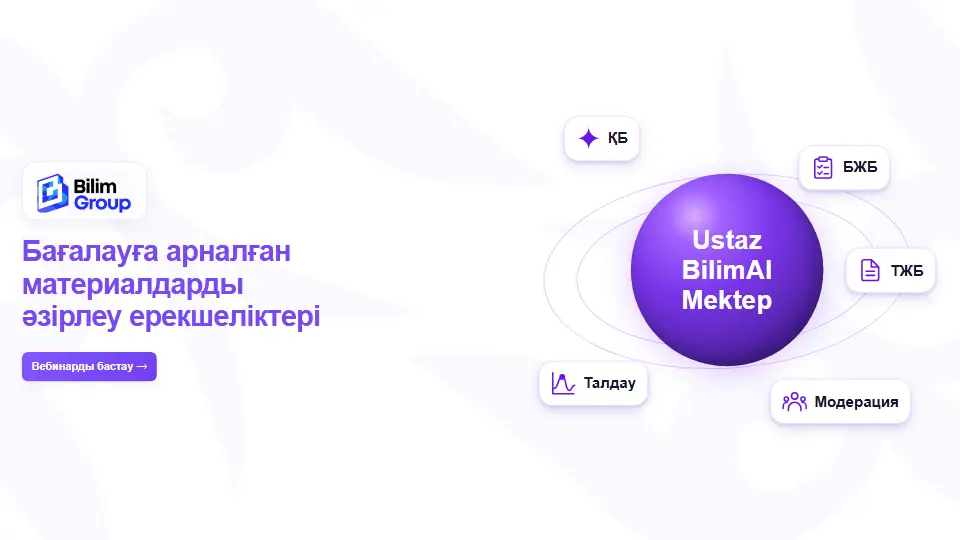 Bilim
Group
Бағалауға арналған
материалдарды
әзірлеу ерекшеліктері
Вебинарды бастау →
ҚБ
БЖБ
Ustaz
BilimAI
Mektep
ТЖБ
Талдау
Модерация